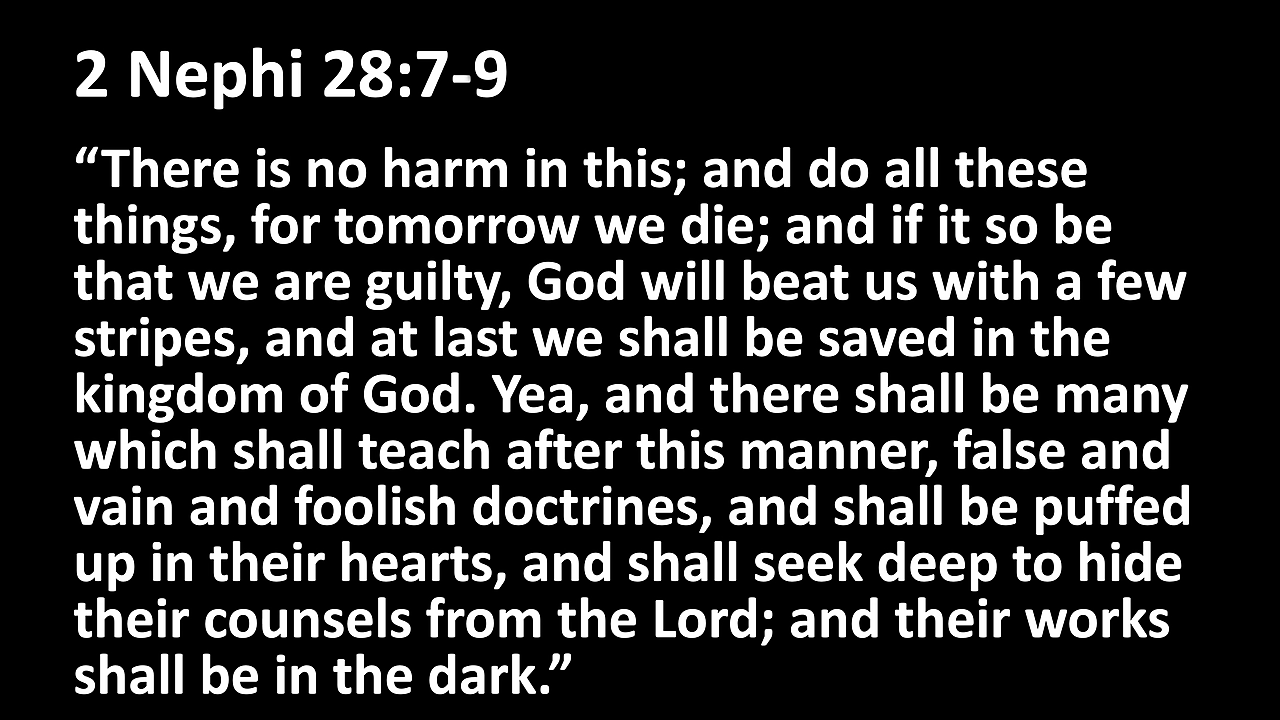 2 Nephi 28:7-9
“There is no harm in this; and do all these
things, for tomorrow we die; and if it so be
that we are guilty, God will beat us with a few
stripes, and at last we shall be saved in the
kingdom of God. Yea, and there shall be many
which shall teach after this manner, false and
vain and foolish doctrines, and shall be puffed
up in their hearts, and shall seek deep to hide
their counsels from the Lord; and their works
shall be in the dark.”